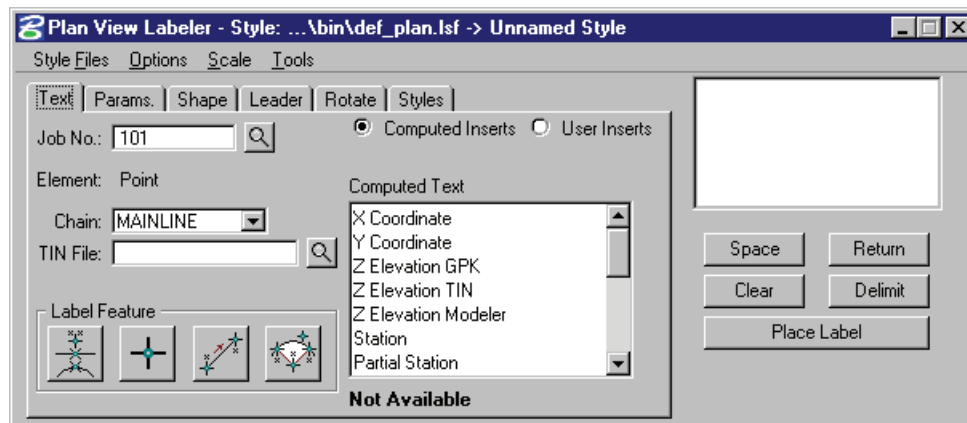 Plan View Labeler - Style: ...\bin\def_plan.lsf -> Unnamed Style
Style Files Options Scale Tools
Text Params. Shape Leader Rotate Styles
Job No.: 101
Computed Inserts User Inserts
Element: Point
Chain: MAINLINE
TIN File:
Label Feature
Computed Text
X Coordinate
Y Coordinate
Z Elevation GPK
Z Elevation TIN
Z Elevation Modeler
Station
Partial Station
Not Available
Space Return
Clear Delimit
Place Label